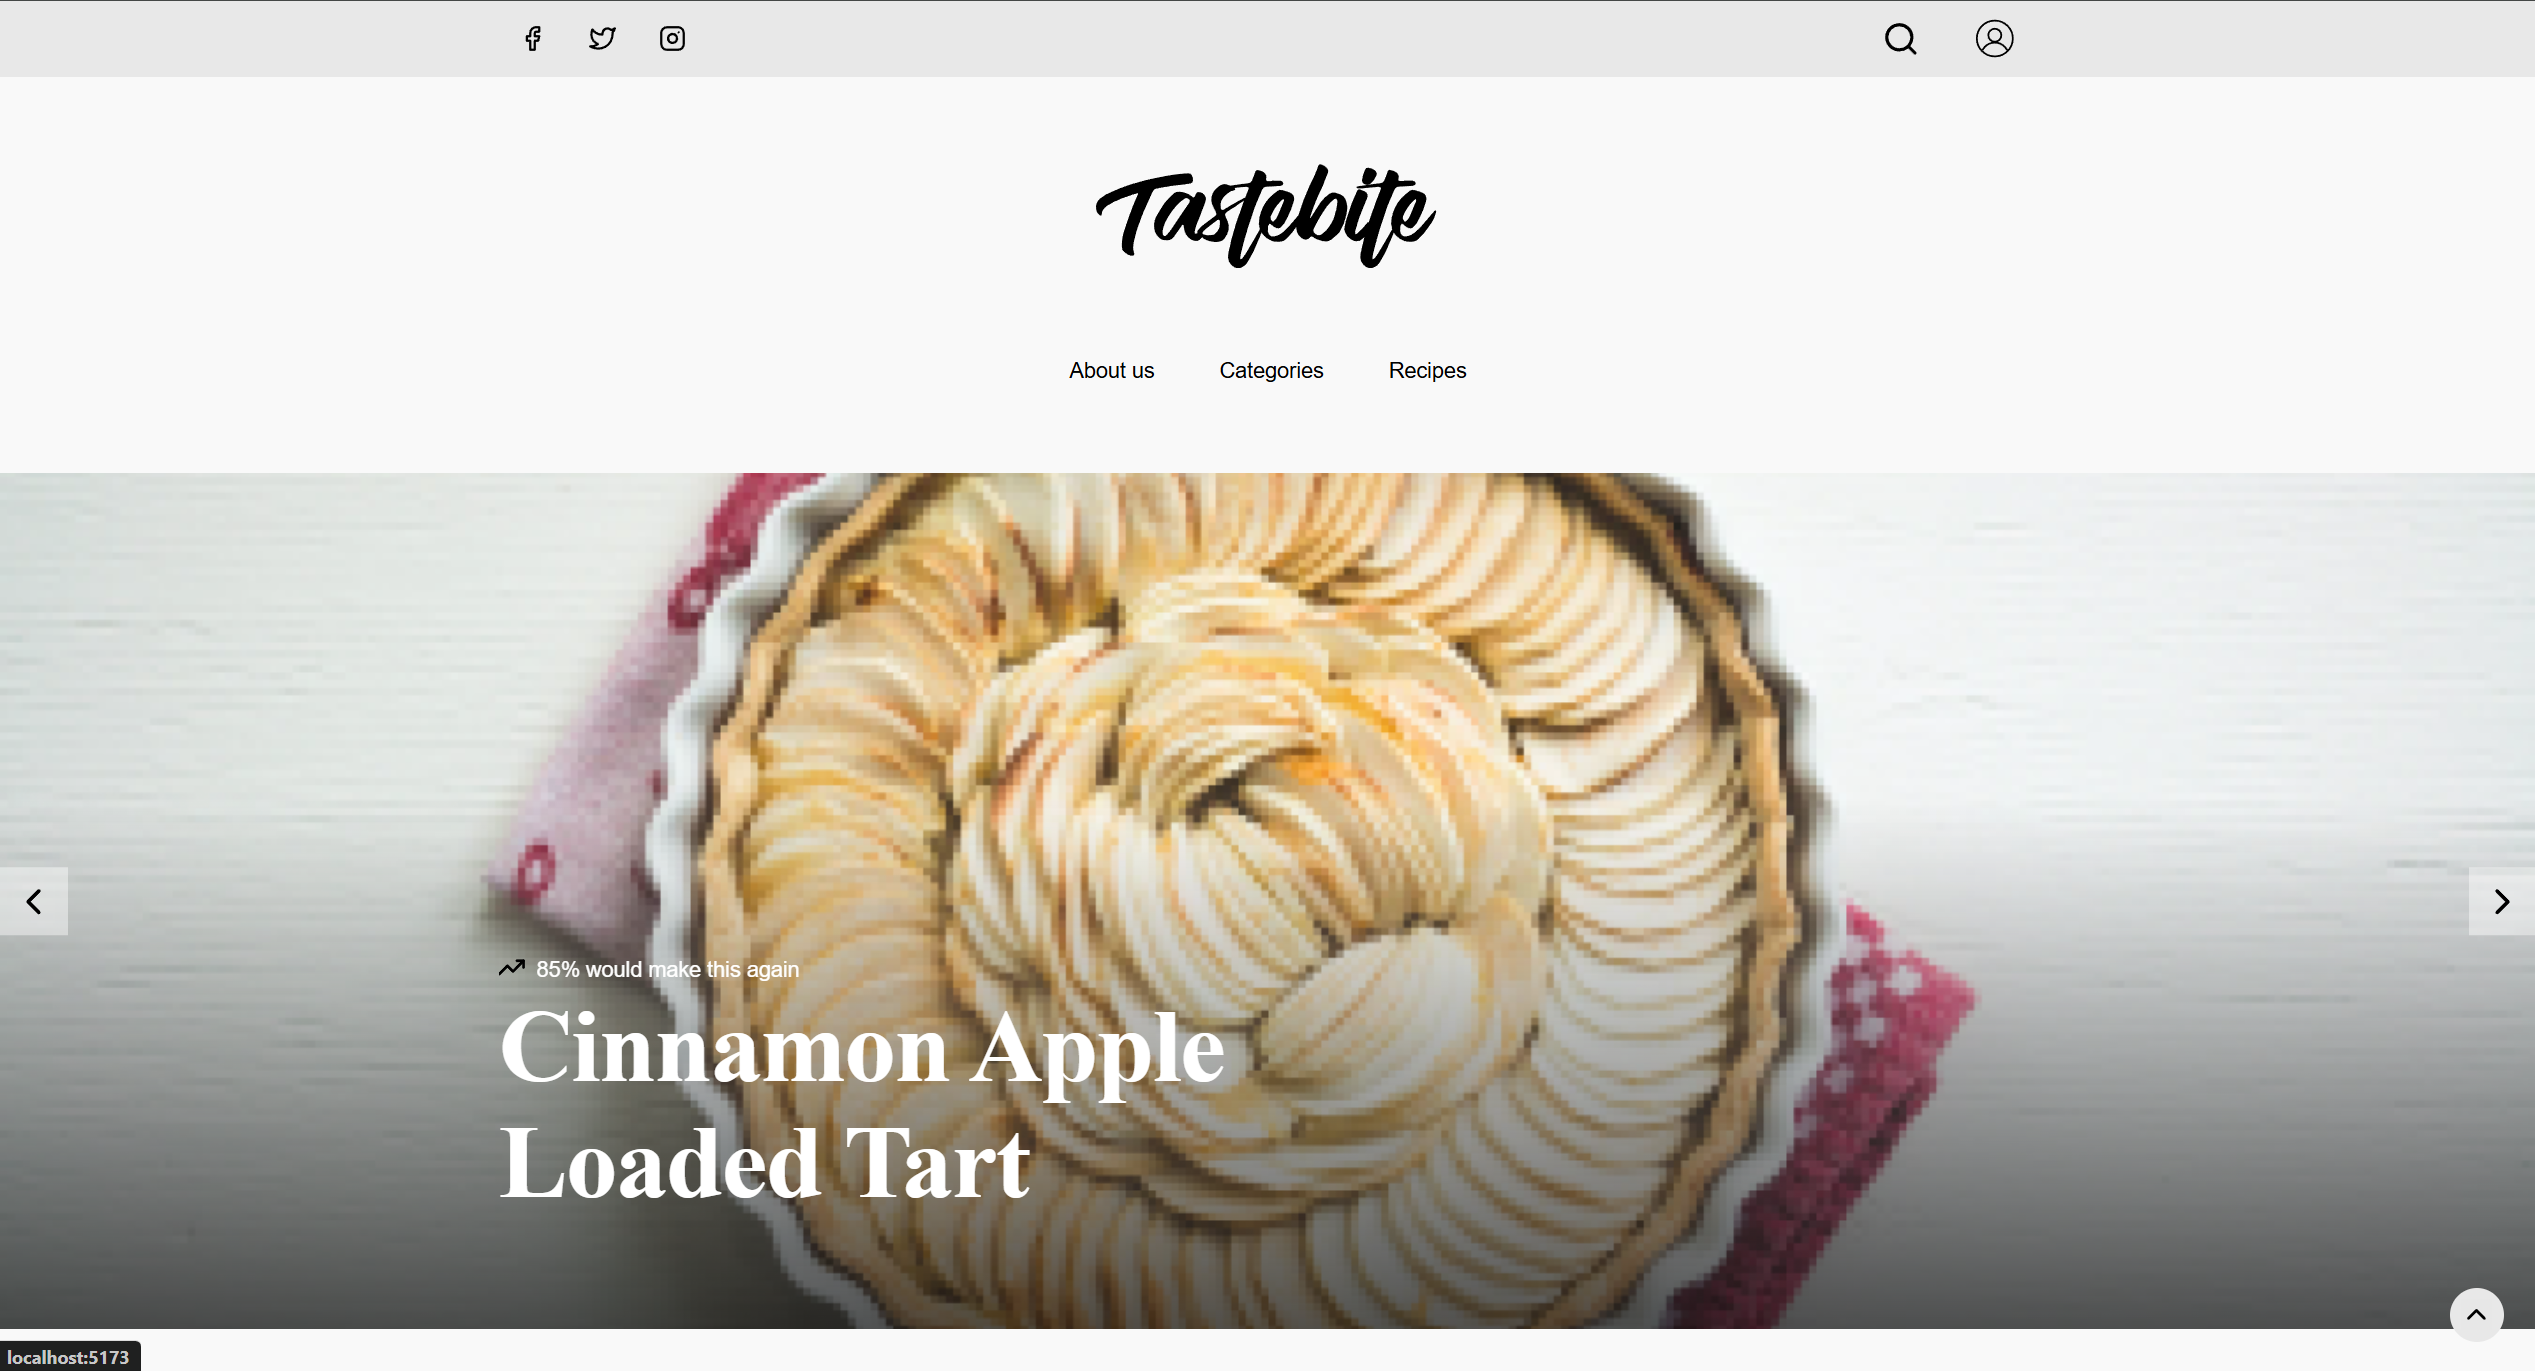 Tastebite
About us
Categories
Recipes
85% would make this again
Cinnamon Apple
Loaded Tart
localhost:5173